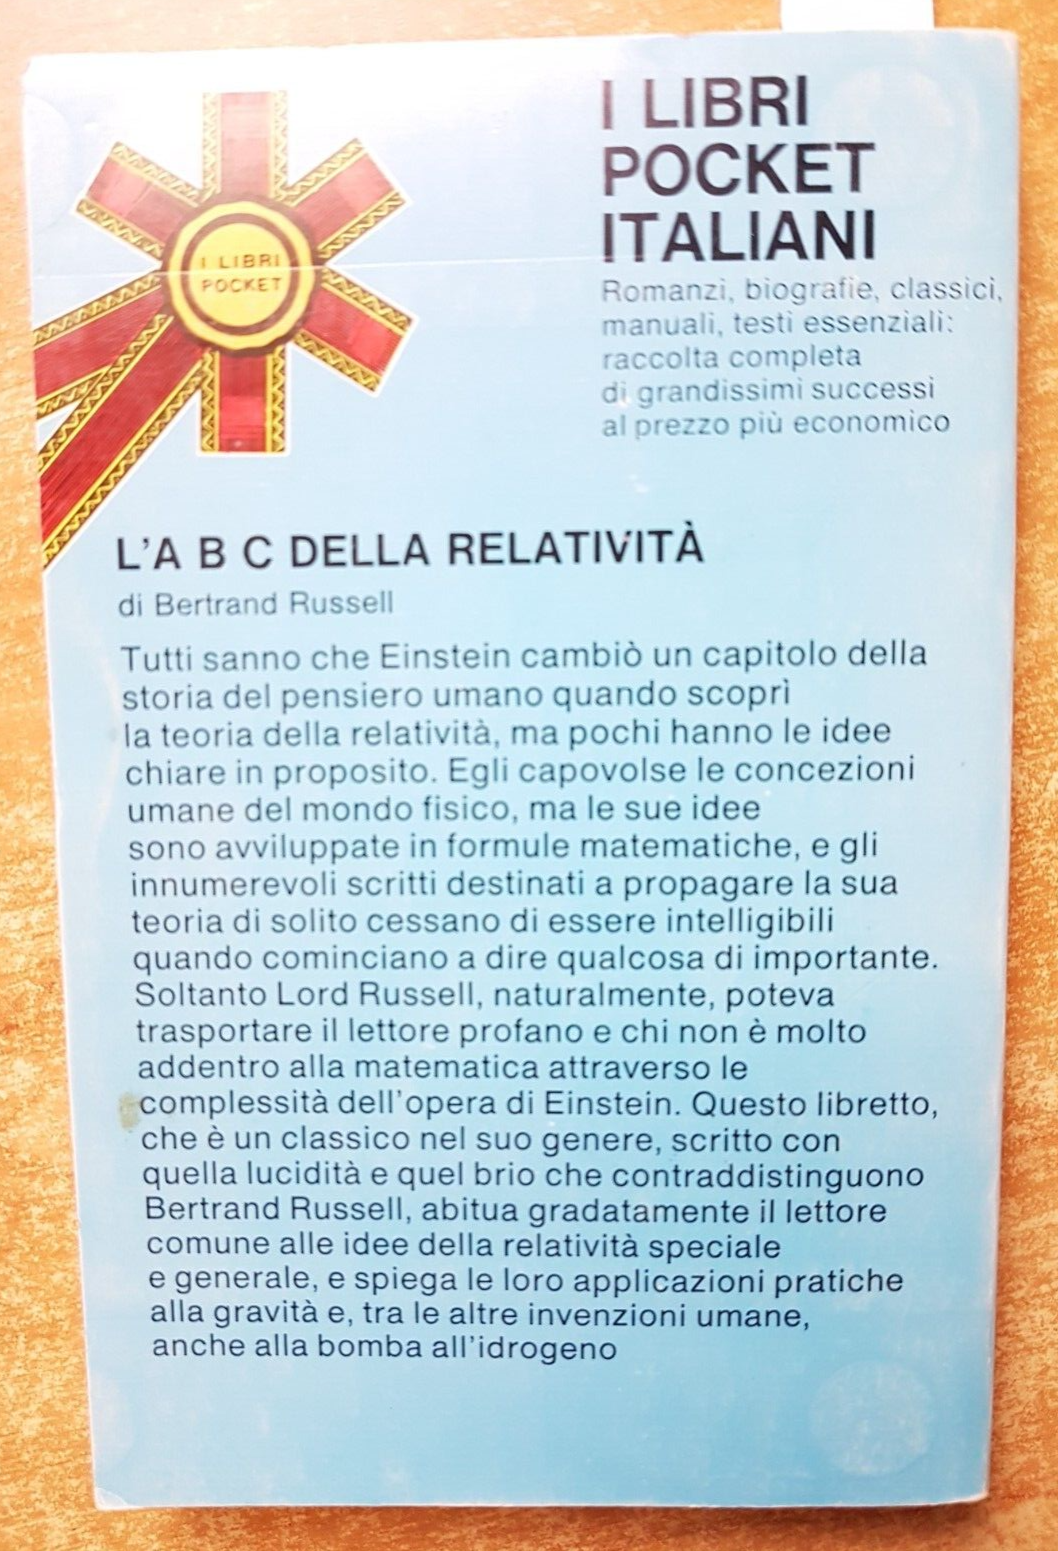 I LIBRI
POCKET
I LIBRI
POCKET
ITALIANI
Romanzi, biografie, classici,
manuali, testi essenziali:
raccolta completa
di grandissimi successi
al prezzo più economico
L'A B C DELLA RELATIVITÀ
di Bertrand Russell
Tutti sanno che Einstein cambiò un capitolo della
storia del pensiero umano quando scoprì
la teoria della relatività, ma pochi hanno le idee
chiare in proposito. Egli capovolse le concezioni
umane del mondo fisico, ma le sue idee
sono avviluppate in formule matematiche, e gli
innumerevoli scritti destinati a propagare la sua
teoria di solito cessano di essere intelligibili
quando cominciano a dire qualcosa di importante.
Soltanto Lord Russell, naturalmente, poteva
trasportare il lettore profano e chi non è molto
addentro alla matematica attraverso le
complessità dell'opera di Einstein. Questo libretto,
che è un classico nel suo genere, scritto con
quella lucidità e quel brio che contraddistinguono
Bertrand Russell, abitua gradatamente il lettore
comune alle idee della relatività speciale
e generale, e spiega le loro applicazioni pratiche
alla gravità e, tra le altre invenzioni umane,
anche alla bomba all'idrogeno